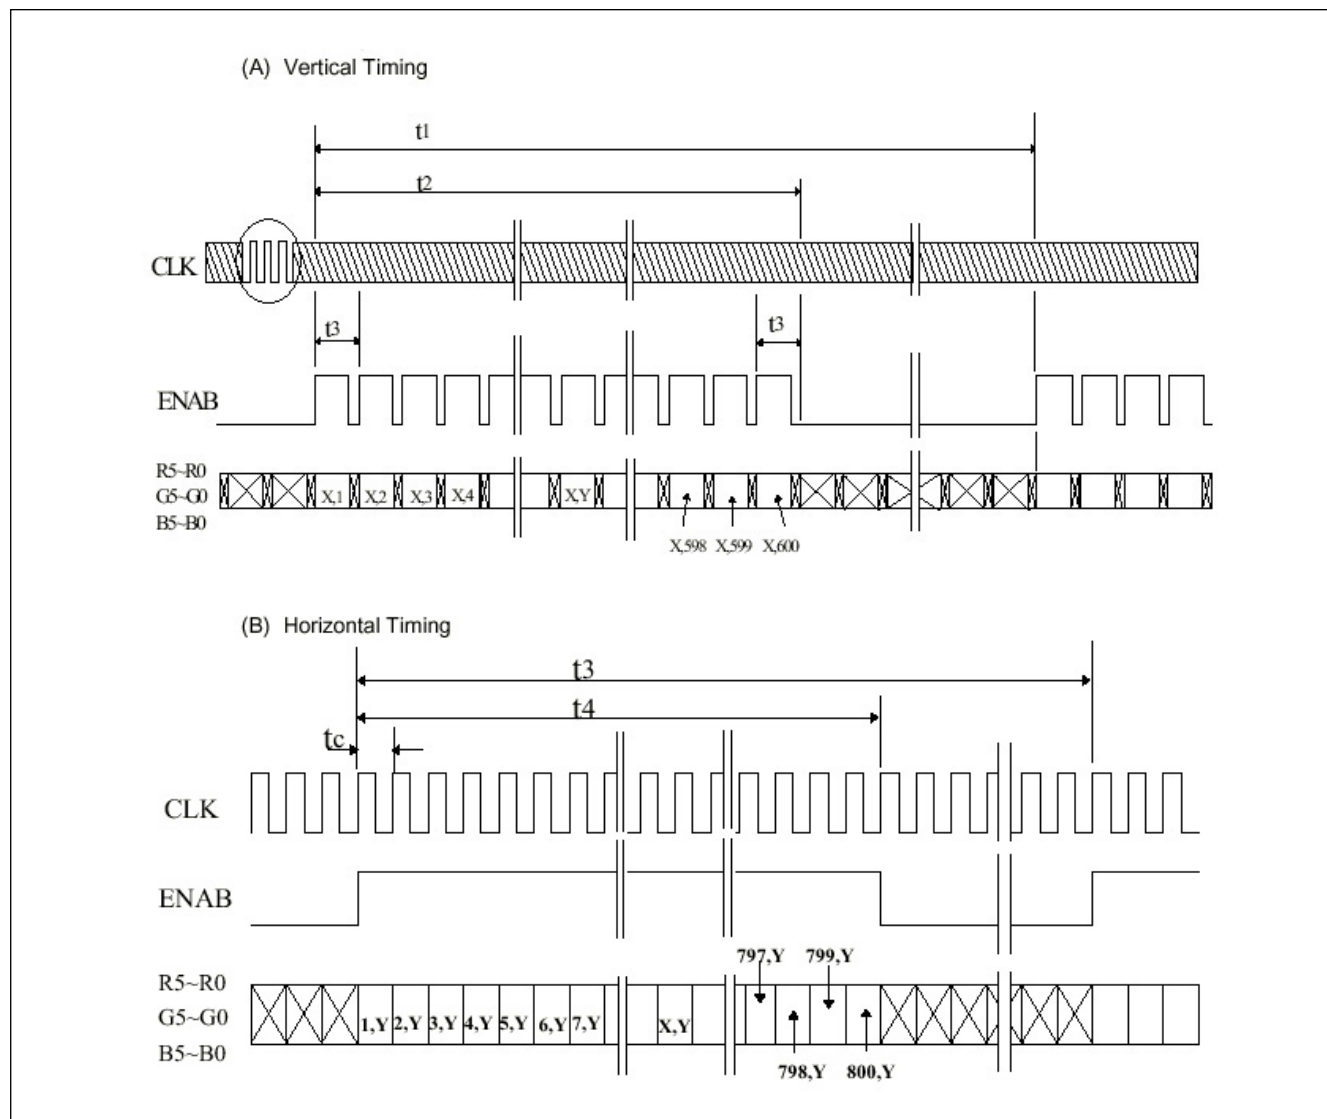 (A) Vertical Timing
t1
t2
CLK
t3
t3
ENAB
R5~R0
G5~G0
B5~B0
X,1
X,2
X,3
X,4
X,Y
X,598
X,599
X,600
(B) Horizontal Timing
t3
t4
tc
CLK
ENAB
797,Y
799,Y
R5~R0
G5~G0
B5~B0
1,Y
2,Y
3,Y
4,Y
5,Y
6,Y
7,Y
X,Y
798,Y
800,Y